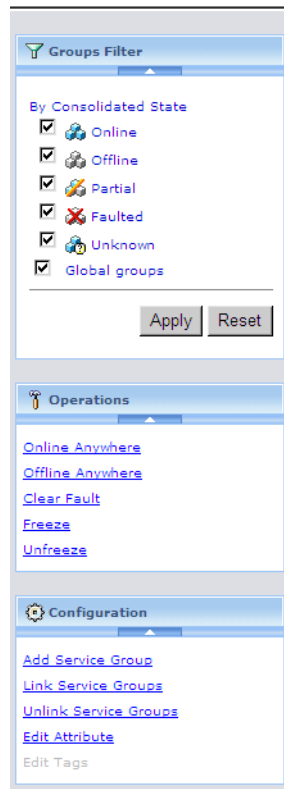 Groups Filter
By Consolidated State
Online
Offline
Partial
Faulted
Unknown
Global groups
Apply Reset
Operations
Online Anywhere
Offline Anywhere
Clear Fault
Freeze
Unfreeze
Configuration
Add Service Group
Link Service Groups
Unlink Service Groups
Edit Attribute
Edit Tags